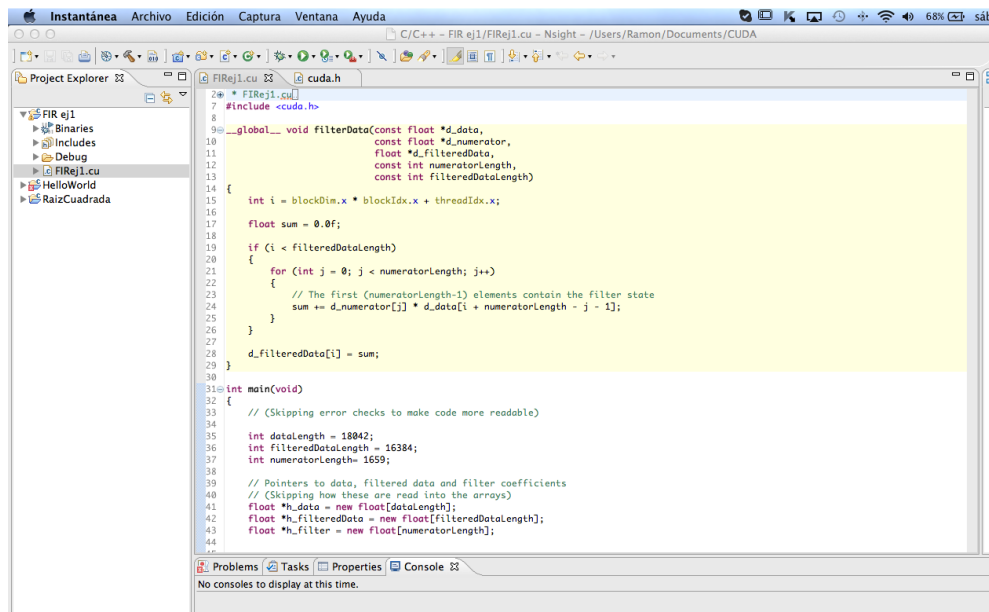 Instantánea Archivo Edición Captura Ventana Ayuda 68% sáb
C/C++ - FIR ej1/FIRej1.cu - Nsight - /Users/Ramon/Documents/CUDA
Project Explorer
FIR ej1
Binaries
Includes
Debug
FIRej1.cu
HelloWorld
RaizCuadrada
FIRej1.cu cuda.h
2 * FIRej1.cu
7 #include <cuda.h>
8
9 __global__ void filterData(const float *d_data,
10 const float *d_numerator,
11 float *d_filteredData,
12 const int numeratorLength,
13 const int filteredDataLength)
14 {
15 int i = blockDim.x * blockIdx.x + threadIdx.x;
16
17 float sum = 0.0f;
18
19 if (i < filteredDataLength)
20 {
21 for (int j = 0; j < numeratorLength; j++)
22 {
23 // The first (numeratorLength-1) elements contain the filter state
24 sum += d_numerator[j] * d_data[i + numeratorLength - j - 1];
25 }
26 }
27
28 d_filteredData[i] = sum;
29 }
30
31 int main(void)
32 {
33 // (Skipping error checks to make code more readable)
34
35 int dataLength = 18042;
36 int filteredDataLength = 16384;
37 int numeratorLength= 1659;
38
39 // Pointers to data, filtered data and filter coefficients
40 // (Skipping how these are read into the arrays)
41 float *h_data = new float[dataLength];
42 float *h_filteredData = new float[filteredDataLength];
43 float *h_filter = new float[numeratorLength];
44
Problems Tasks Properties Console
No consoles to display at this time.